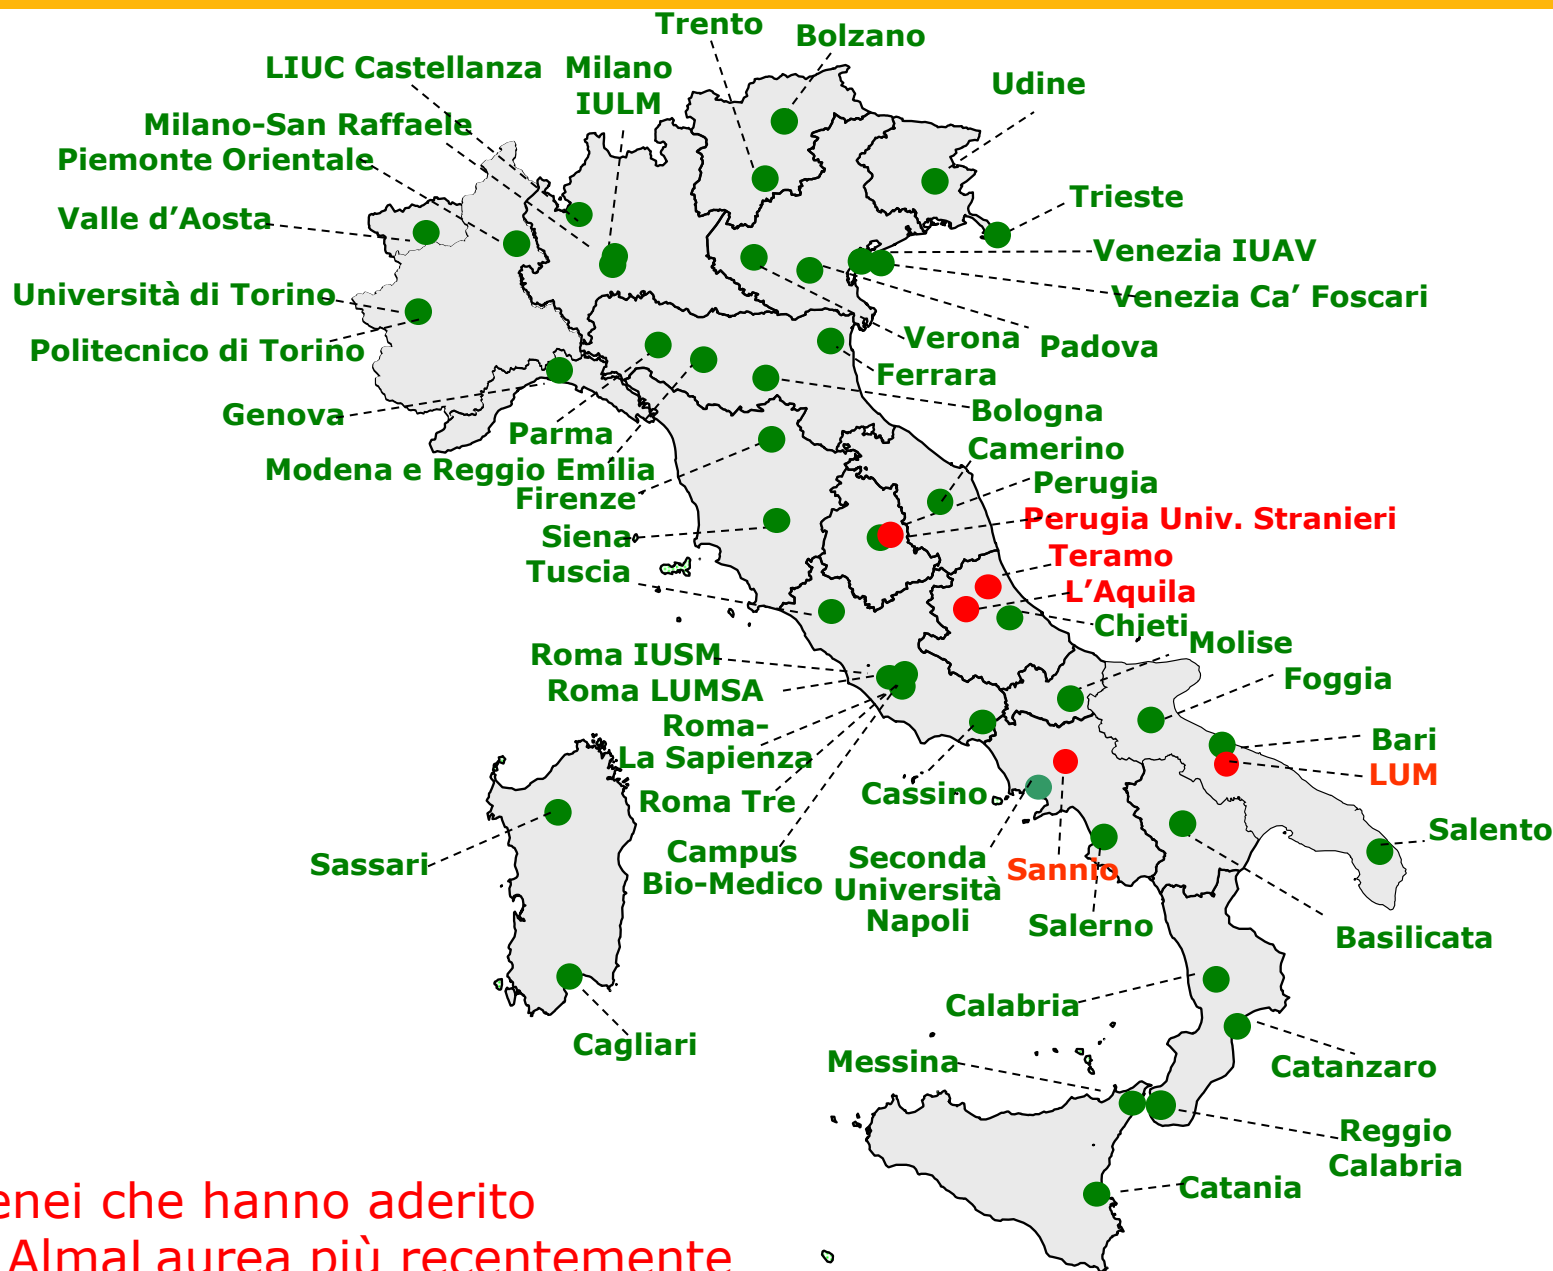 Trento
Bolzano
LIUC Castellanza
Milano
IULM
Udine
Milano-San Raffaele
Piemonte Orientale
Valle d’Aosta
Trieste
Venezia IUAV
Università di Torino
Venezia Ca’ Foscari
Politecnico di Torino
Verona
Padova
Ferrara
Genova
Bologna
Parma
Camerino
Modena e Reggio Emilia
Perugia
Firenze
Perugia Univ. Stranieri
Siena
Teramo
Tuscia
L’Aquila
Chieti
Molise
Roma IUSM
Foggia
Roma LUMSA
Roma-
La Sapienza
Bari
LUM
Roma Tre
Cassino
Salento
Campus
Bio-Medico
Seconda
Università
Napoli
Sannio
Sassari
Salerno
Basilicata
Calabria
Cagliari
Messina
Catanzaro
Reggio
Calabria
Catania
enei che hanno aderito
AlmaLaurea più recentemente